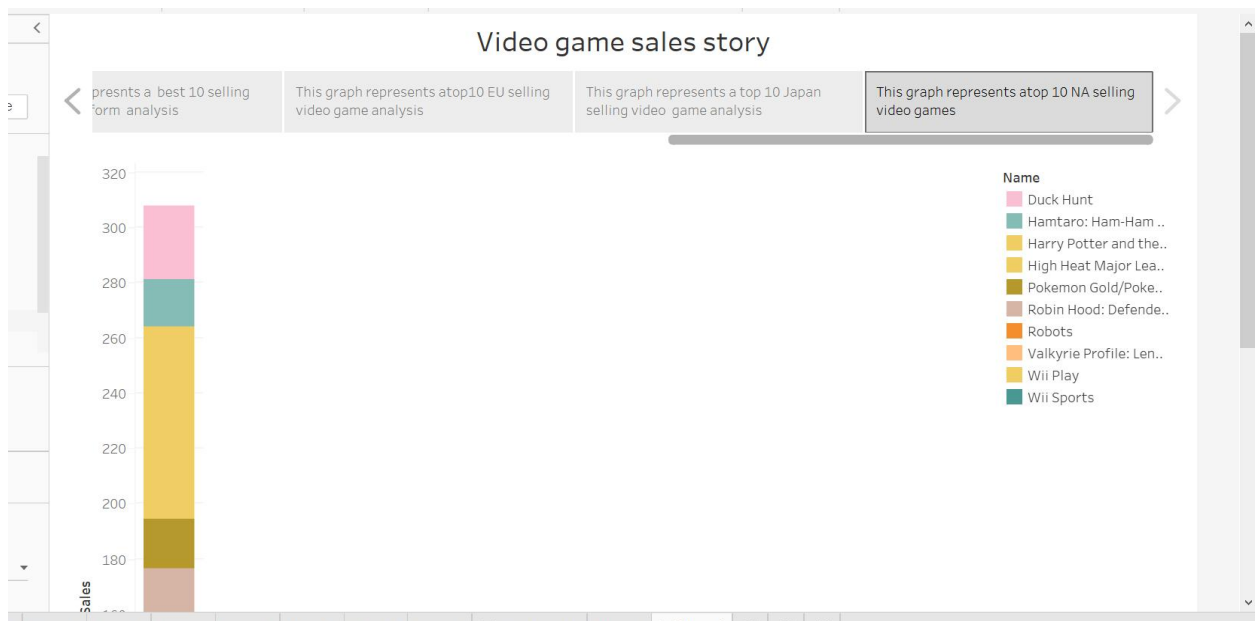 Video game sales story
presnts a best 10 selling
form analysis
This graph represents atop10 EU selling
video game analysis
This graph represents a top 10 Japan
selling video game analysis
This graph represents atop 10 NA selling
video games
320
300
280
260
240
220
200
180
Sales
Name
Duck Hunt
Hamtaro: Ham-Ham ..
Harry Potter and the..
High Heat Major Lea..
Pokemon Gold/Poke..
Robin Hood: Defende..
Robots
Valkyrie Profile: Len..
Wii Play
Wii Sports